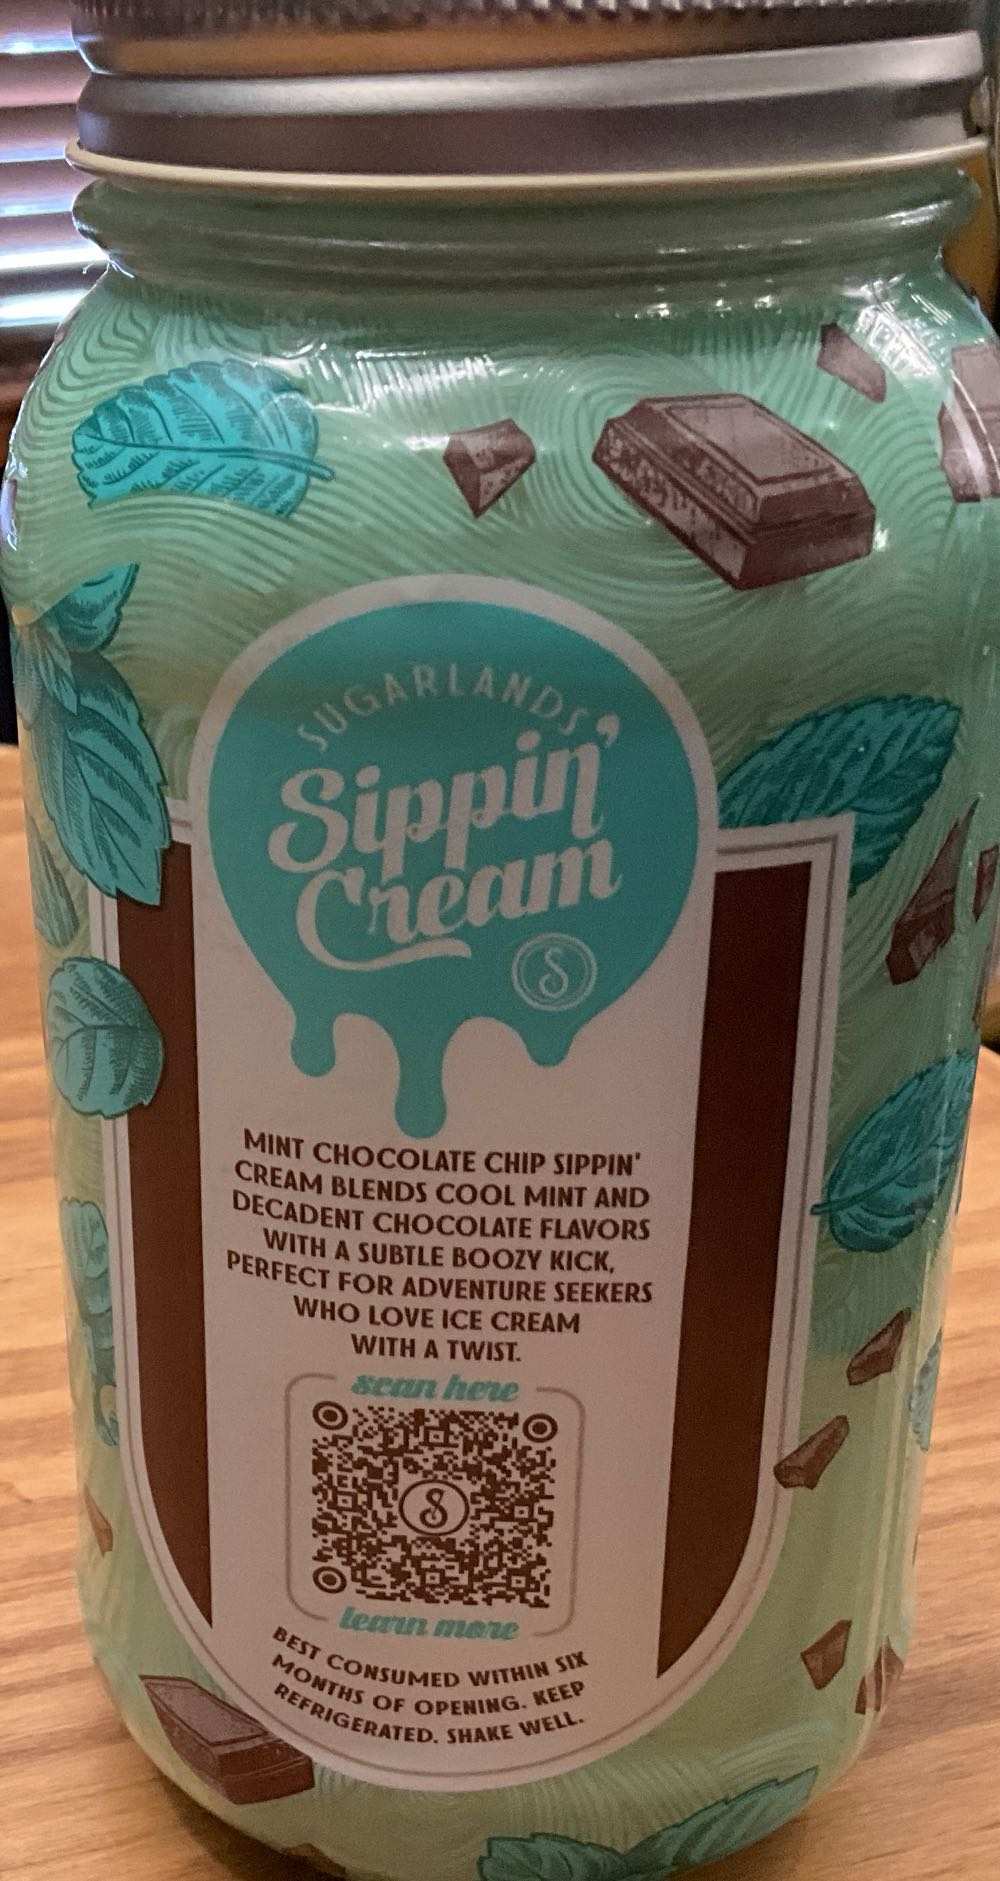 SUGARLANDS
Sippin'
Cream
S
MINT CHOCOLATE CHIP SIPPIN'
CREAM BLENDS COOL MINT AND
DECADENT CHOCOLATE FLAVORS
WITH A SUBTLE BOOZY KICK,
PERFECT FOR ADVENTURE SEEKERS
WHO LOVE ICE CREAM
WITH A TWIST.
scan here
S
learn more
BEST CONSUMED WITHIN SIX
MONTHS OF OPENING. KEEP
REFRIGERATED. SHAKE WELL.